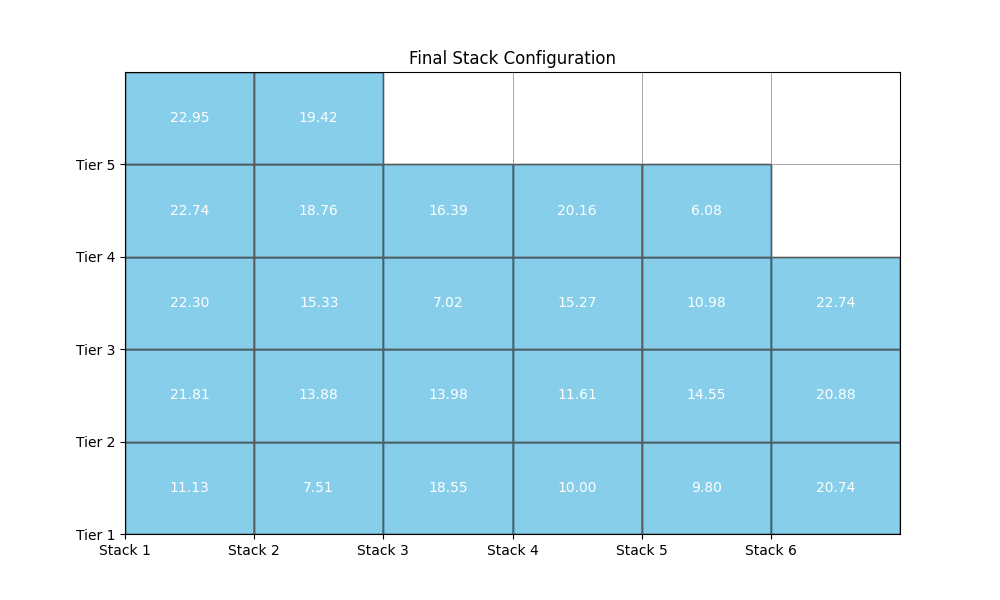 Final Stack Configuration
22.95 19.42
Tier 5
22.74 18.76 16.39 20.16 6.08
Tier 4
22.30 15.33 7.02 15.27 10.98 22.74
Tier 3
21.81 13.88 13.98 11.61 14.55 20.88
Tier 2
11.13 7.51 18.55 10.00 9.80 20.74
Tier 1
Stack 1 Stack 2 Stack 3 Stack 4 Stack 5 Stack 6